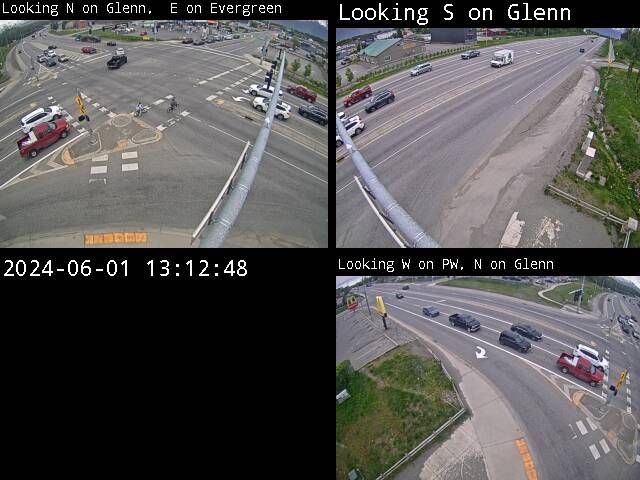 Looking N on Glenn, E on Evergreen
Looking S on Glenn
2024-06-01 13:12:48
Looking W on PW, N on Glenn